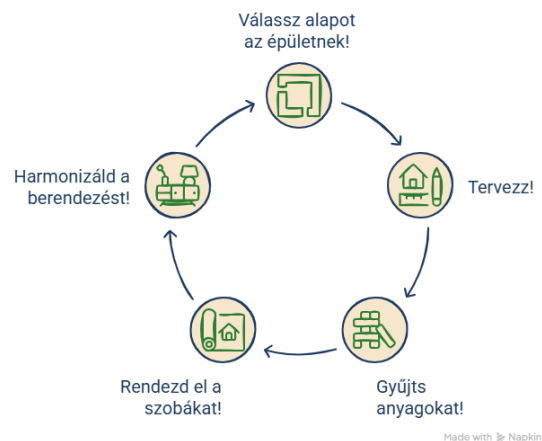 Válassz alapot
az épületnek!
Tervezz!
Gyűjts
anyagokat!
Rendezd el a
szobákat!
Harmonizáld a
berendezést!
Made with Napkin